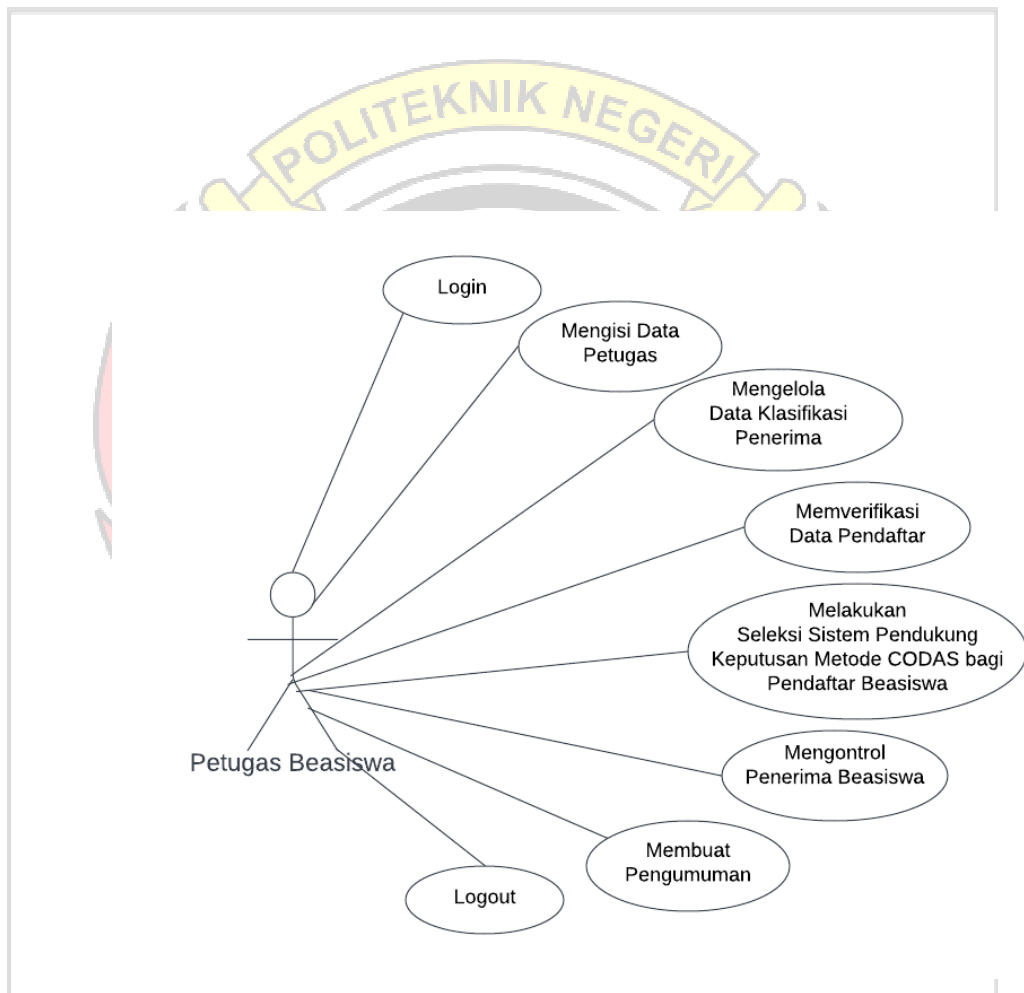 POLITEKNIK NEGERI
Login
Mengisi Data
Petugas
Mengelola
Data Klasifikasi
Penerima
Memverifikasi
Data Pendaftar
Melakukan
Seleksi Sistem Pendukung
Keputusan Metode CODAS bagi
Pendaftar Beasiswa
Mengontrol
Penerima Beasiswa
Petugas Beasiswa
Membuat
Pengumuman
Logout